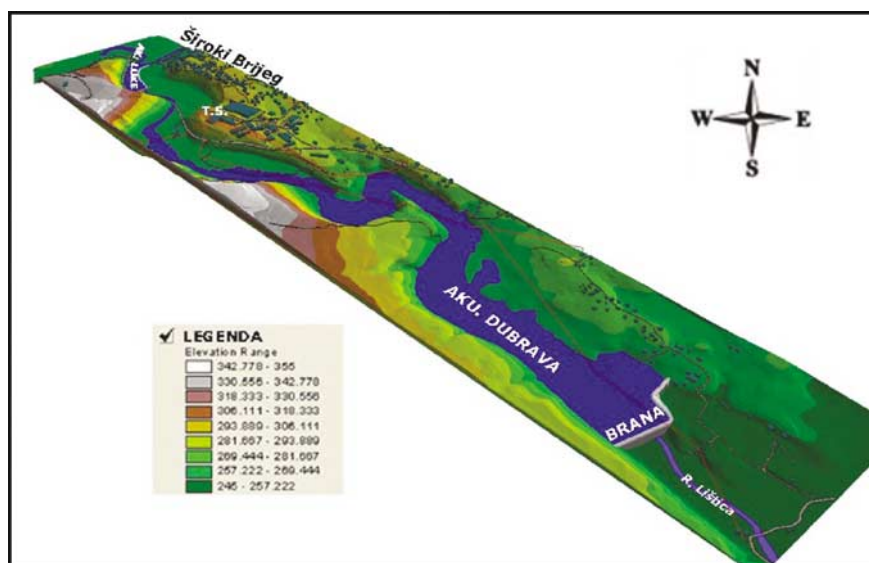 Široki Brijeg
T.S.
N
W E
S
AKU. DUBRAVA
BRANA
R. Lištica
LEGENDA
Elevation Range
342.778 - 355
330.556 - 342.778
318.333 - 330.556
306.111 - 318.333
293.889 - 306.111
281.667 - 293.889
269.444 - 281.667
257.222 - 269.444
245 - 257.222